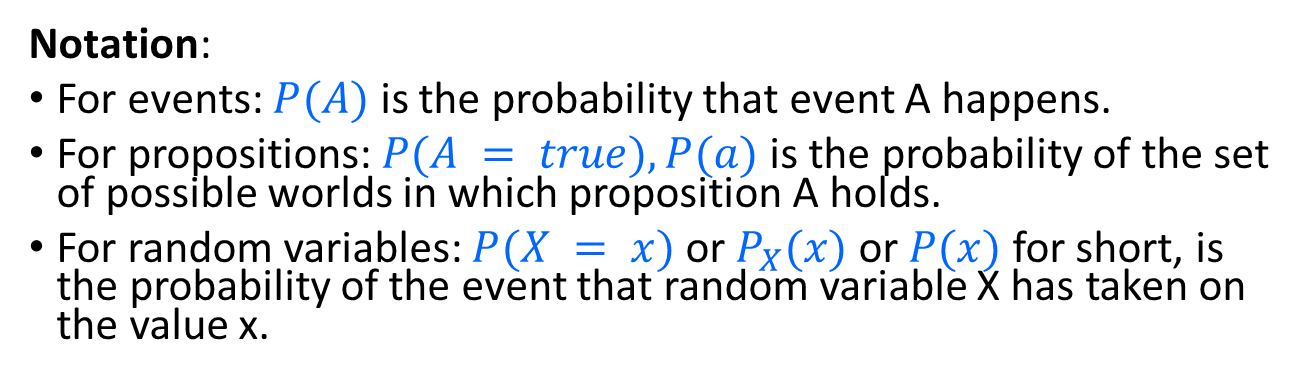 Notation:
• For events: P(A) is the probability that event A happens.
• For propositions: P(A = true), P(a) is the probability of the set
of possible worlds in which proposition A holds.
• For random variables: P(X = x) or P_X(x) or P(x) for short, is
the probability of the event that random variable X has taken on
the value x.